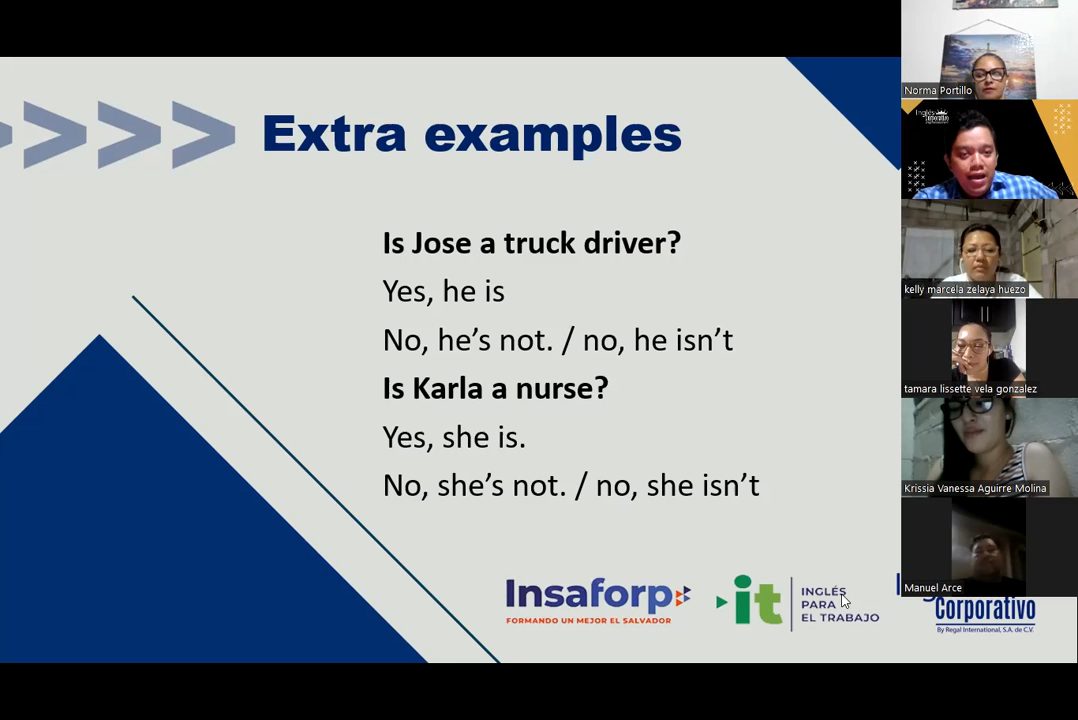 Extra examples
Is Jose a truck driver?
Yes, he is
No, he’s not. / no, he isn’t
Is Karla a nurse?
Yes, she is.
No, she’s not. / no, she isn’t
Insaforp
FORMANDO UN MEJOR EL SALVADOR
it
INGLÉS
PARA
EL TRABAJO
Corporativo
By Regal International, S.A. de C.V.
Norma Portillo
Inglés
Corporativo
kelly marcela zelaya huezo
tamara lissette vela gonzalez
Krissia Vanessa Aguirre Molina
Manuel Arce